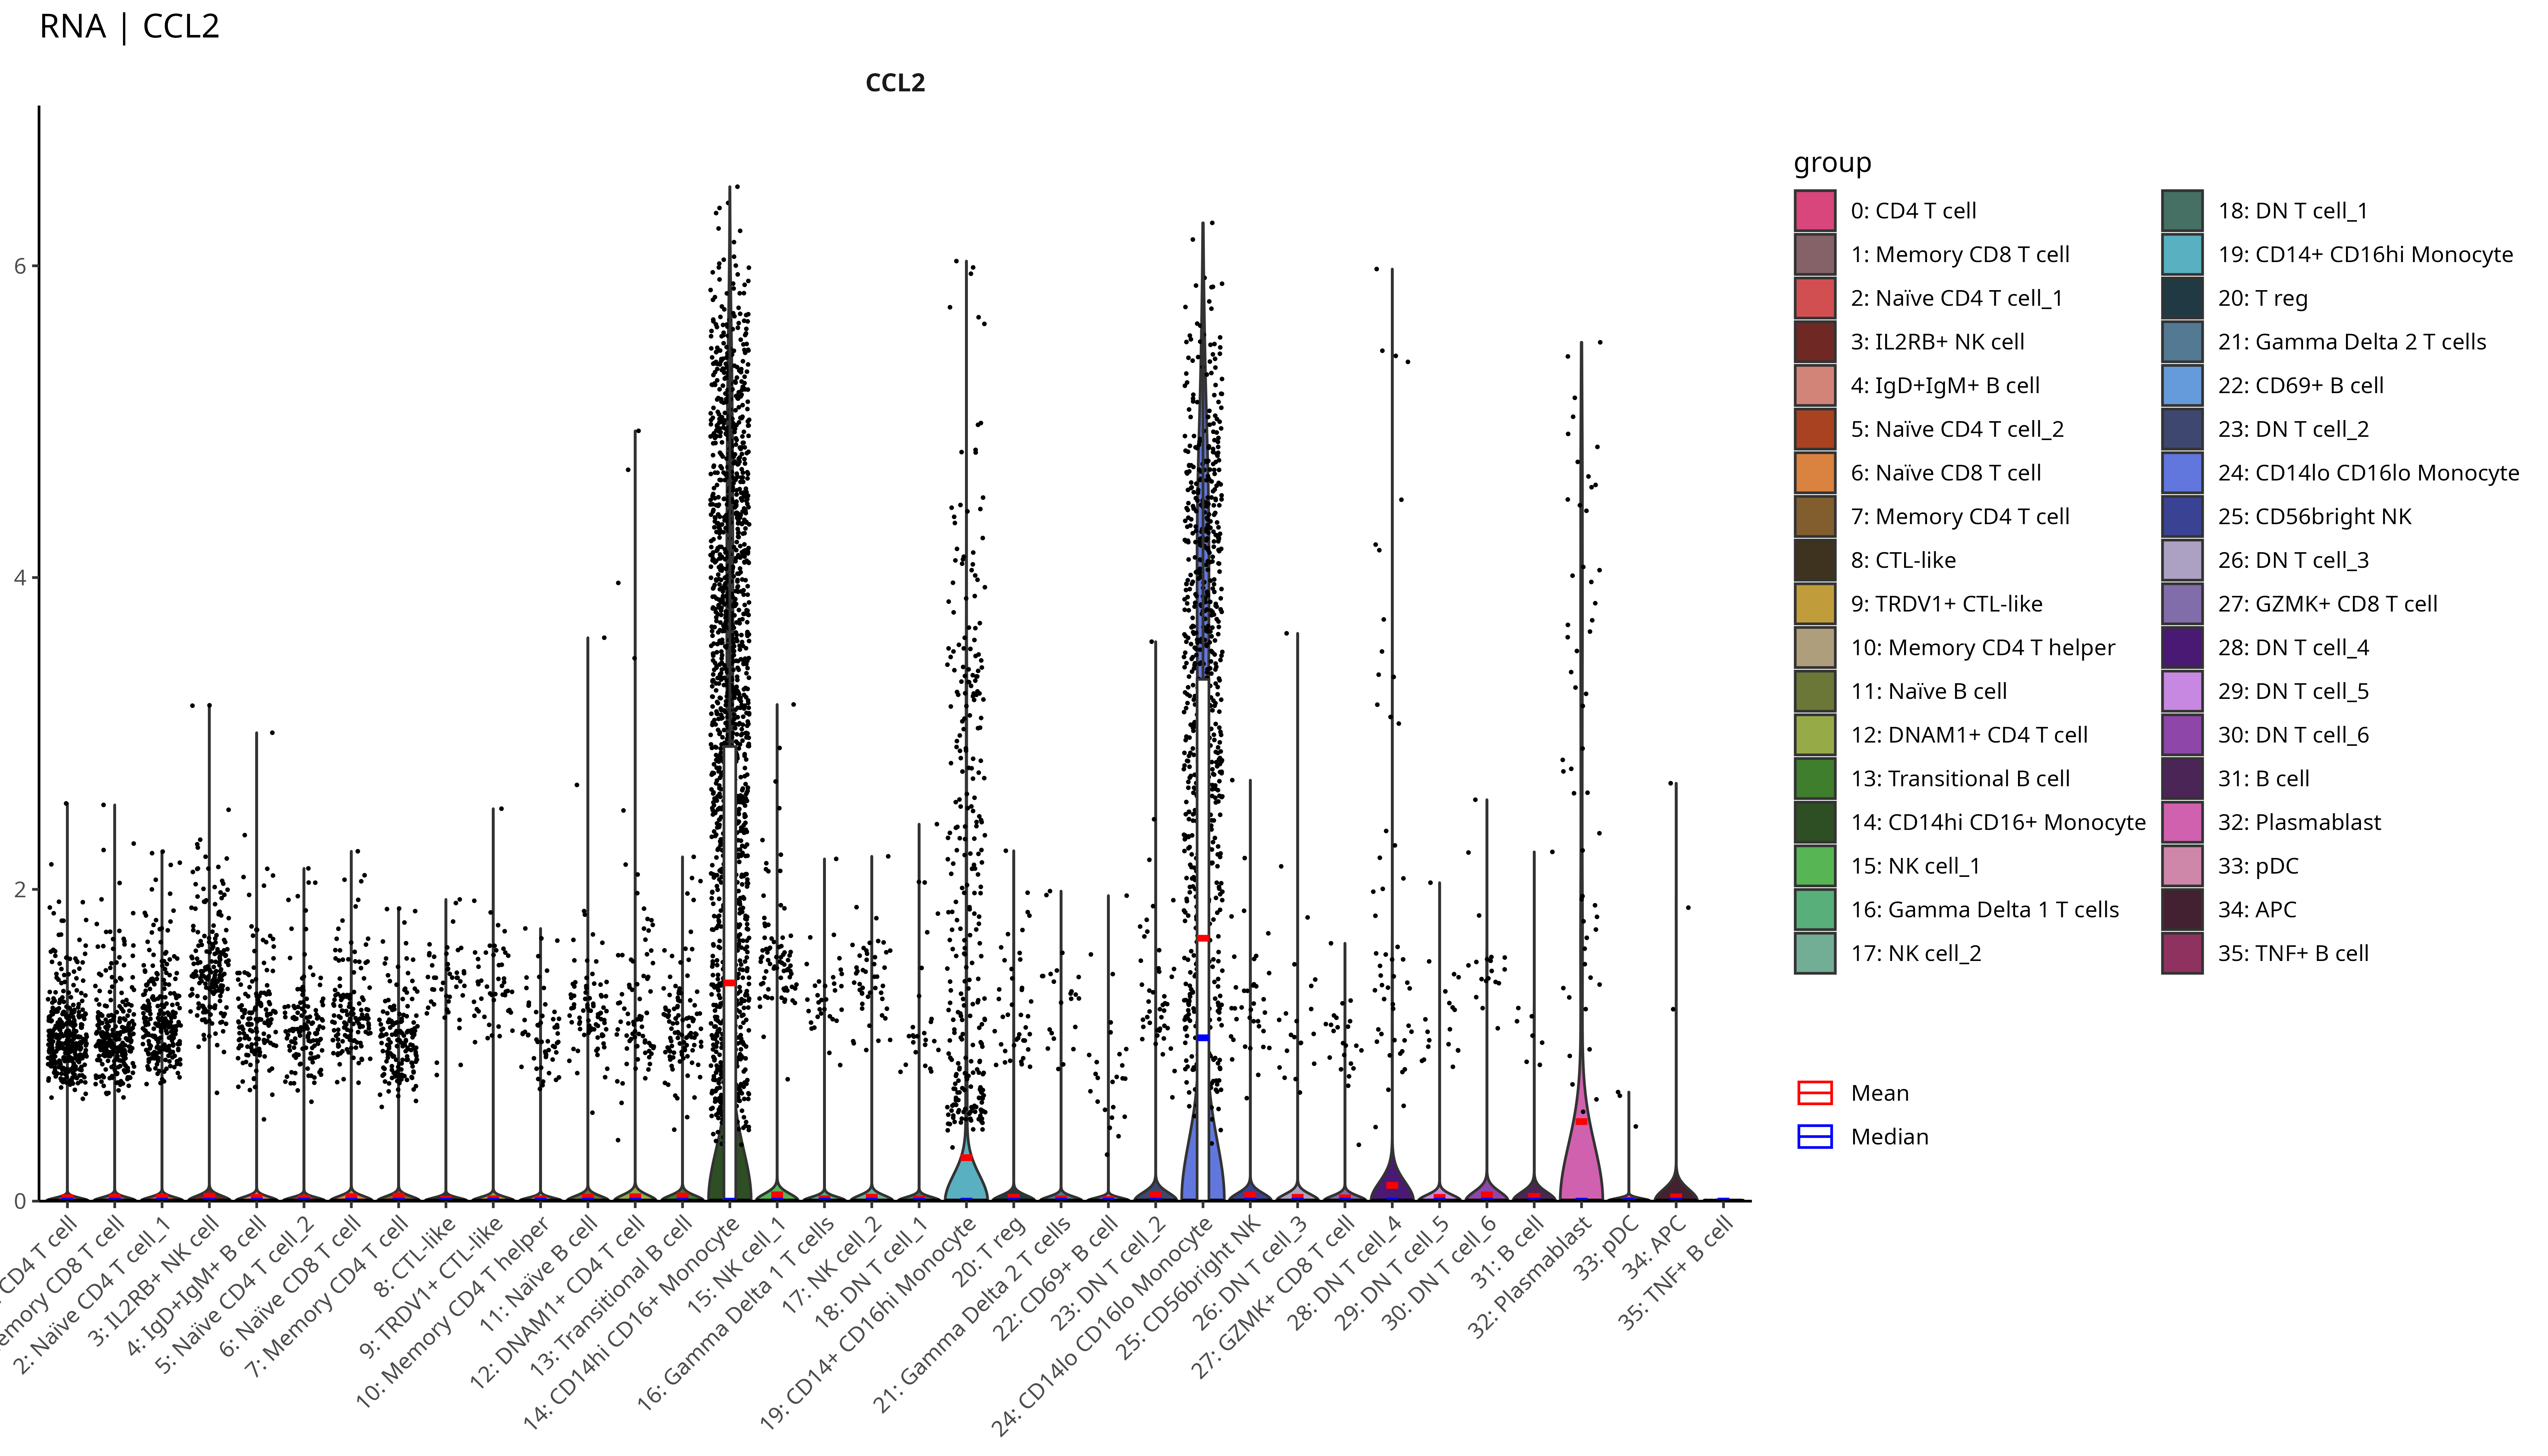 RNA | CCL2
CCL2
6
4
2
0
CD4 T cell
CD8 T cell
2: Naïve CD4 T cell_1
3: IL2RB+ NK cell
4: IgD+IgM+ B cell
5: Naïve CD4 T cell_2
6: Naïve CD8 T cell
7: Memory CD4 T cell
8: CTL-like
9: TRDV1+ CTL-like
10: Memory CD4 T helper
11: Naïve B cell
12: DNAM1+ CD4 T cell
13: Transitional B cell
14: CD14hi CD16+ Monocyte
15: NK cell_1
16: Gamma Delta 1 T cells
17: NK cell_2
18: DN T cell_1
19: CD14+ CD16hi Monocyte
20: T reg
21: Gamma Delta 2 T cells
22: CD69+ B cell
23: DN T cell_2
24: CD14lo CD16lo Monocyte
25: CD56bright NK
26: DN T cell_3
27: GZMK+ CD8 T cell
28: DN T cell_4
29: DN T cell_5
30: DN T cell_6
31: B cell
32: Plasmablast
33: pDC
34: APC
35: TNF+ B cell
group
0: CD4 T cell
1: Memory CD8 T cell
2: Naïve CD4 T cell_1
3: IL2RB+ NK cell
4: IgD+IgM+ B cell
5: Naïve CD4 T cell_2
6: Naïve CD8 T cell
7: Memory CD4 T cell
8: CTL-like
9: TRDV1+ CTL-like
10: Memory CD4 T helper
11: Naïve B cell
12: DNAM1+ CD4 T cell
13: Transitional B cell
14: CD14hi CD16+ Monocyte
15: NK cell_1
16: Gamma Delta 1 T cells
17: NK cell_2
18: DN T cell_1
19: CD14+ CD16hi Monocyte
20: T reg
21: Gamma Delta 2 T cells
22: CD69+ B cell
23: DN T cell_2
24: CD14lo CD16lo Monocyte
25: CD56bright NK
26: DN T cell_3
27: GZMK+ CD8 T cell
28: DN T cell_4
29: DN T cell_5
30: DN T cell_6
31: B cell
32: Plasmablast
33: pDC
34: APC
35: TNF+ B cell
Mean
Median